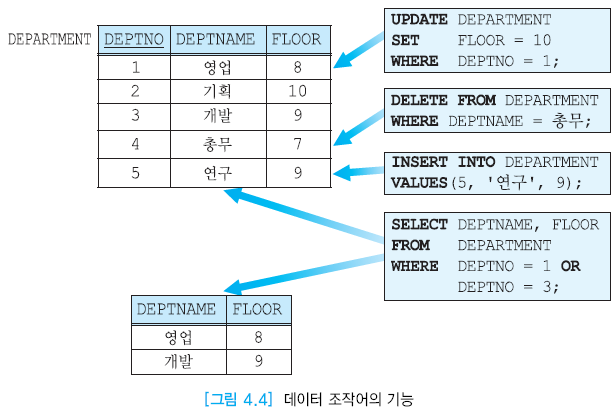 UPDATE DEPARTMENT
SET FLOOR = 10
WHERE DEPTNO = 1;
DEPARTMENT
DEPTNO DEPTNAME FLOOR
1 영업 8
2 기획 10
3 개발 9
4 총무 7
5 연구 9
DELETE FROM DEPARTMENT
WHERE DEPTNAME = 총무;
INSERT INTO DEPARTMENT
VALUES(5, '연구', 9);
SELECT DEPTNAME, FLOOR
FROM DEPARTMENT
WHERE DEPTNO = 1 OR
DEPTNO = 3;
DEPTNAME FLOOR
영업 8
개발 9
[그림 4.4] 데이터 조작어의 기능